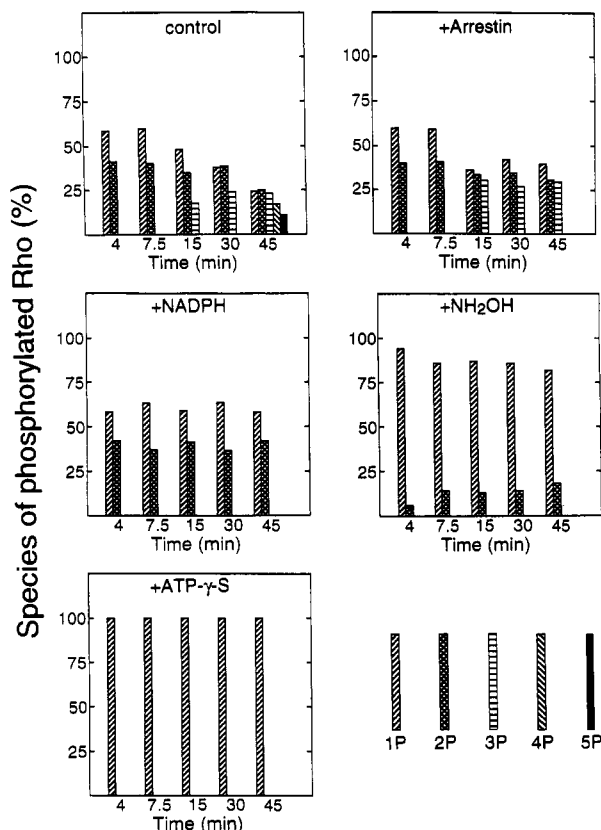 Species of phosphorylated Rho (%)
control
100
75
50
25
4 7.5 15 30 45
Time (min)
+Arrestin
100
75
50
25
4 7.5 15 30 45
Time (min)
+NADPH
100
75
50
25
4 7.5 15 30 45
Time (min)
+NH₂OH
100
75
50
25
4 7.5 15 30 45
Time (min)
+ATP-γ-S
100
75
50
25
4 7.5 15 30 45
Time (min)
1P 2P 3P 4P 5P